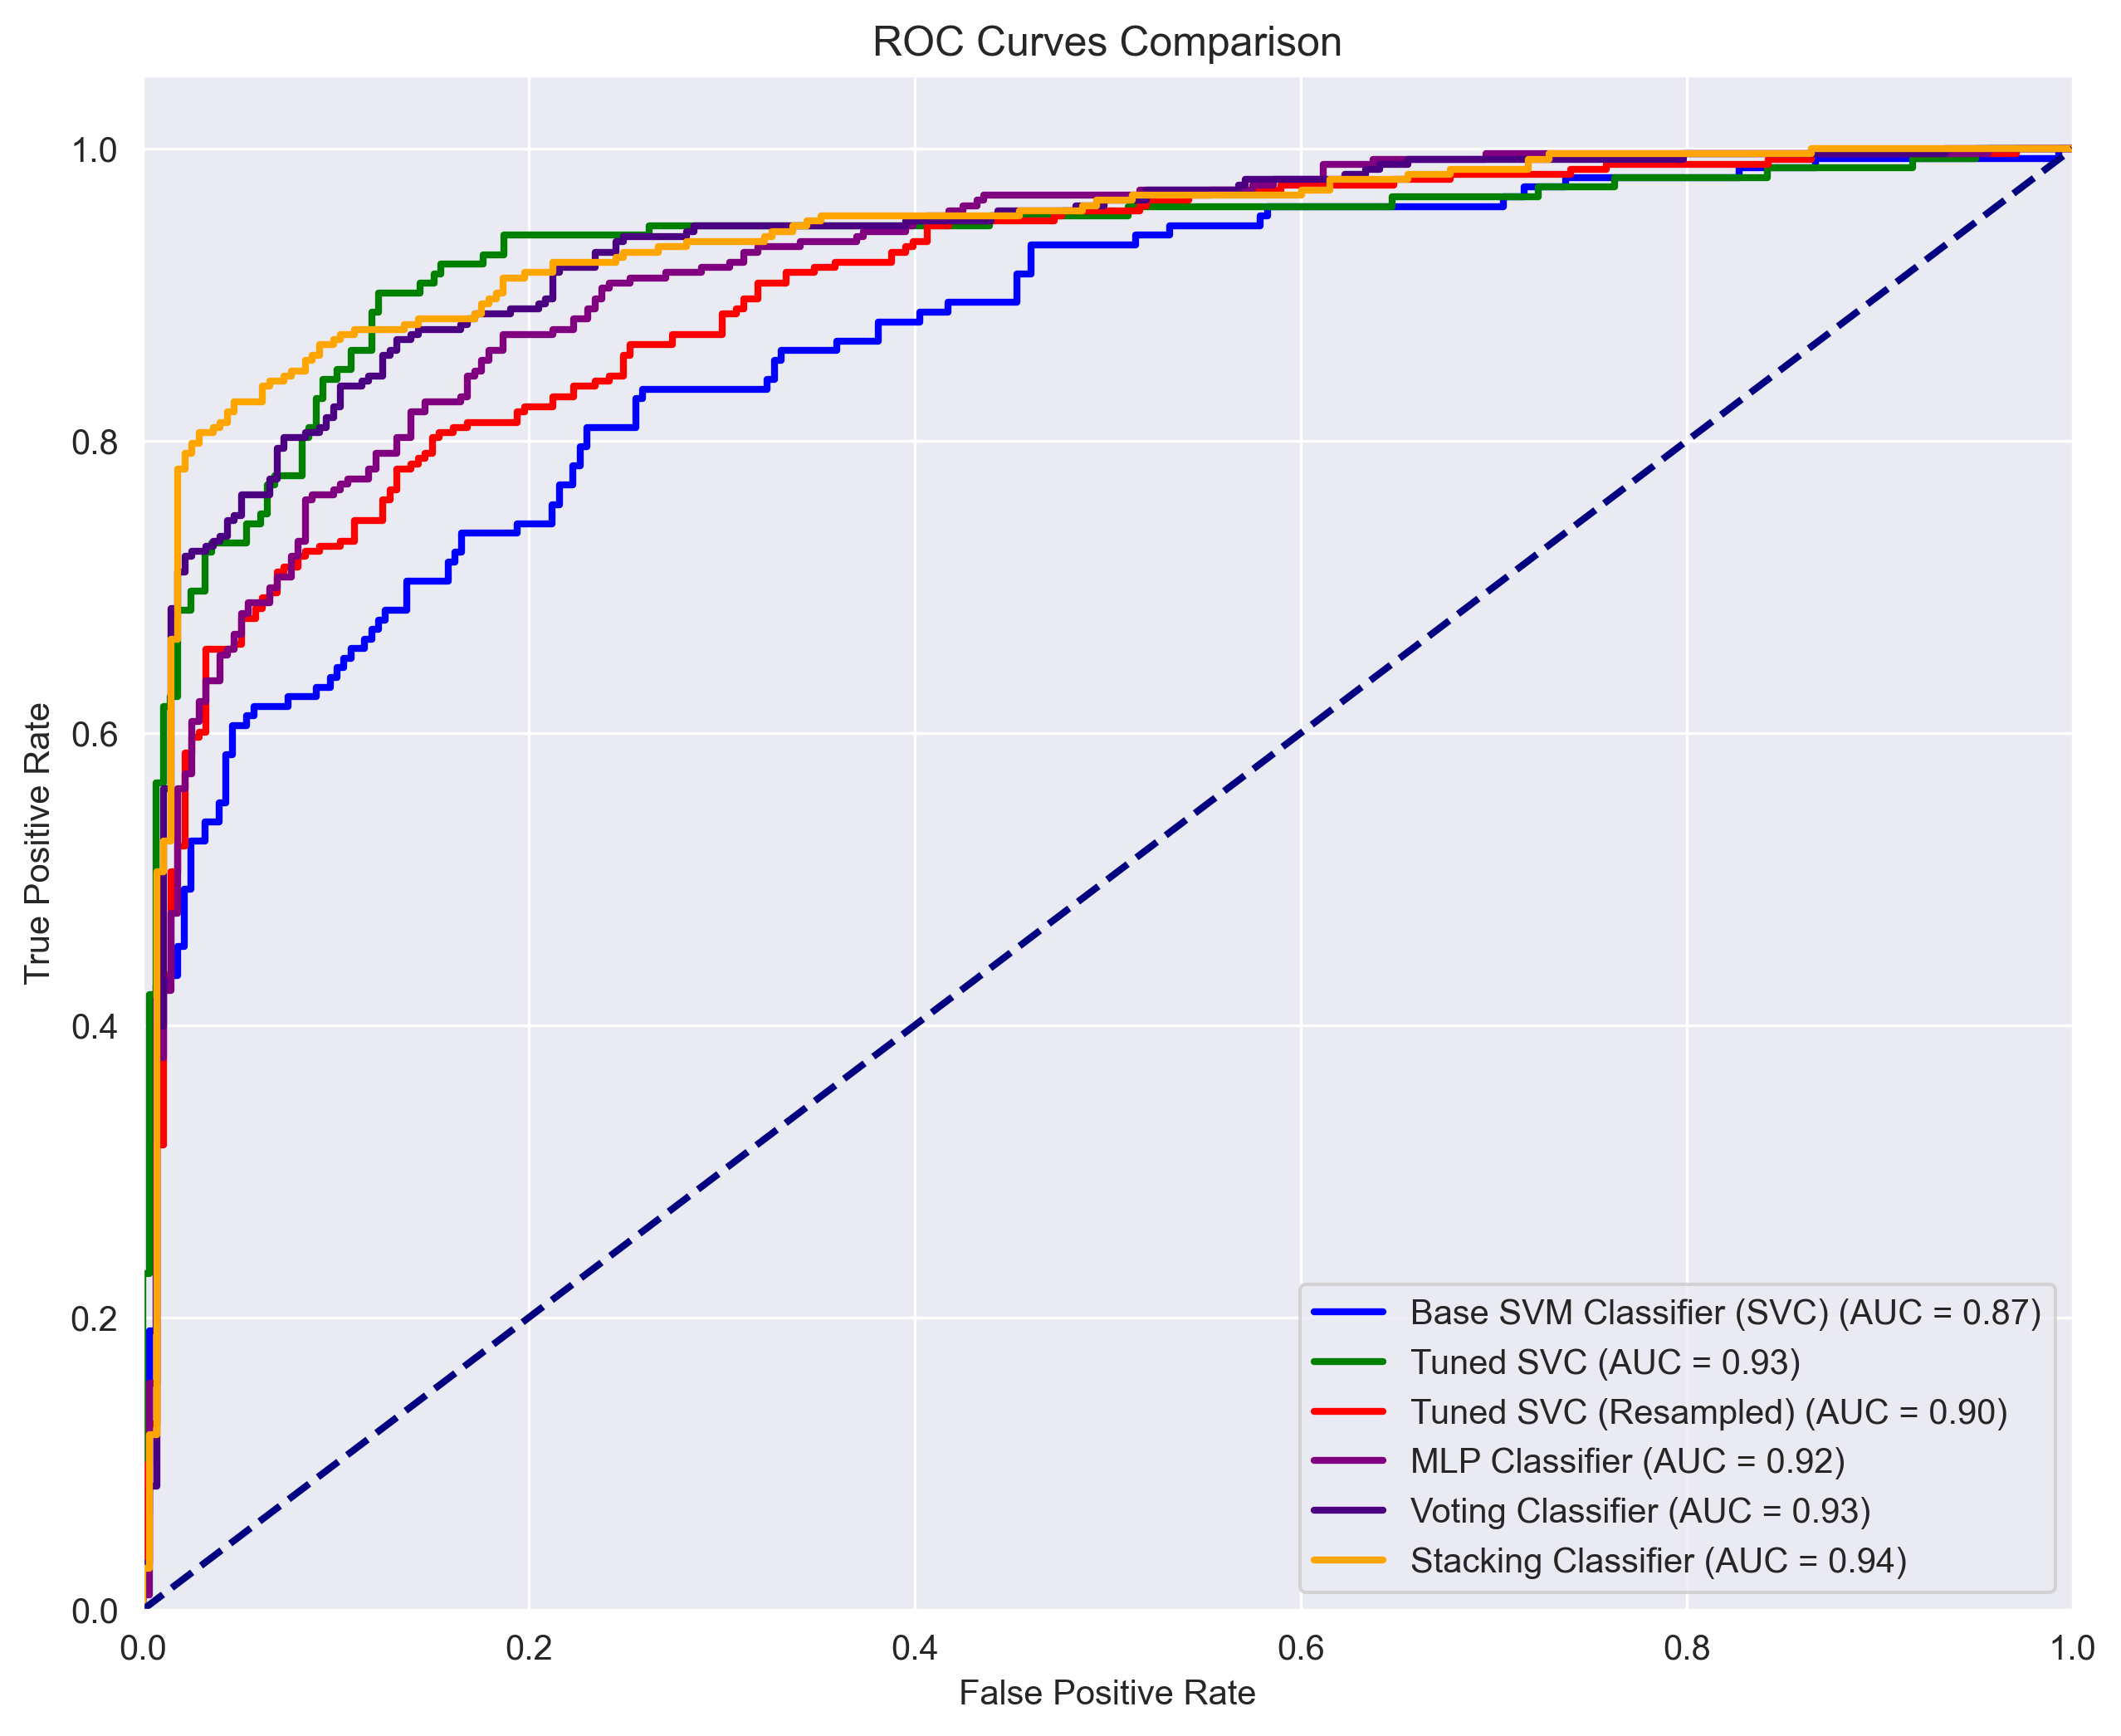 ROC Curves Comparison
True Positive Rate
1.0
0.8
0.6
0.4
0.2
0.0
0.0 0.2 0.4 0.6 0.8 1.0
False Positive Rate
Base SVM Classifier (SVC) (AUC = 0.87)
Tuned SVC (AUC = 0.93)
Tuned SVC (Resampled) (AUC = 0.90)
MLP Classifier (AUC = 0.92)
Voting Classifier (AUC = 0.93)
Stacking Classifier (AUC = 0.94)